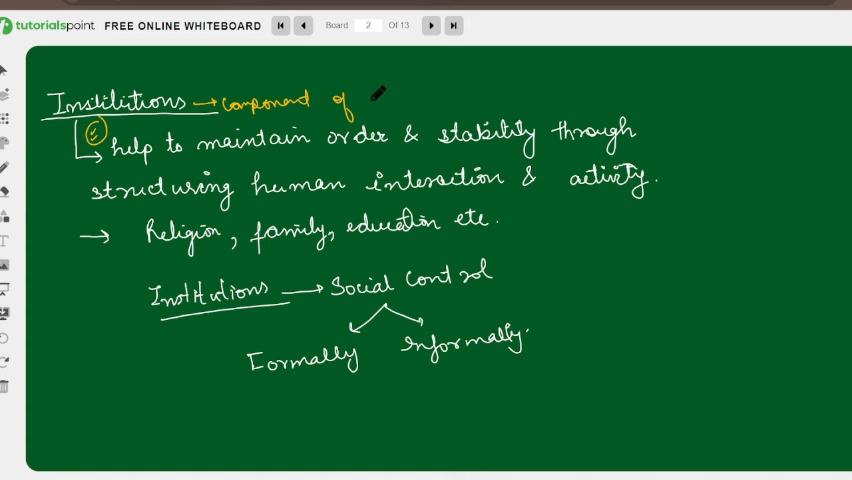 tutorialspoint FREE ONLINE WHITEBOARD Board 2 Of 13
Institutions → component of
help to maintain order & stability through
structuring human interaction & activity.
→ Religion, family, education etc.
Institutions → Social Control
Formally Informally.